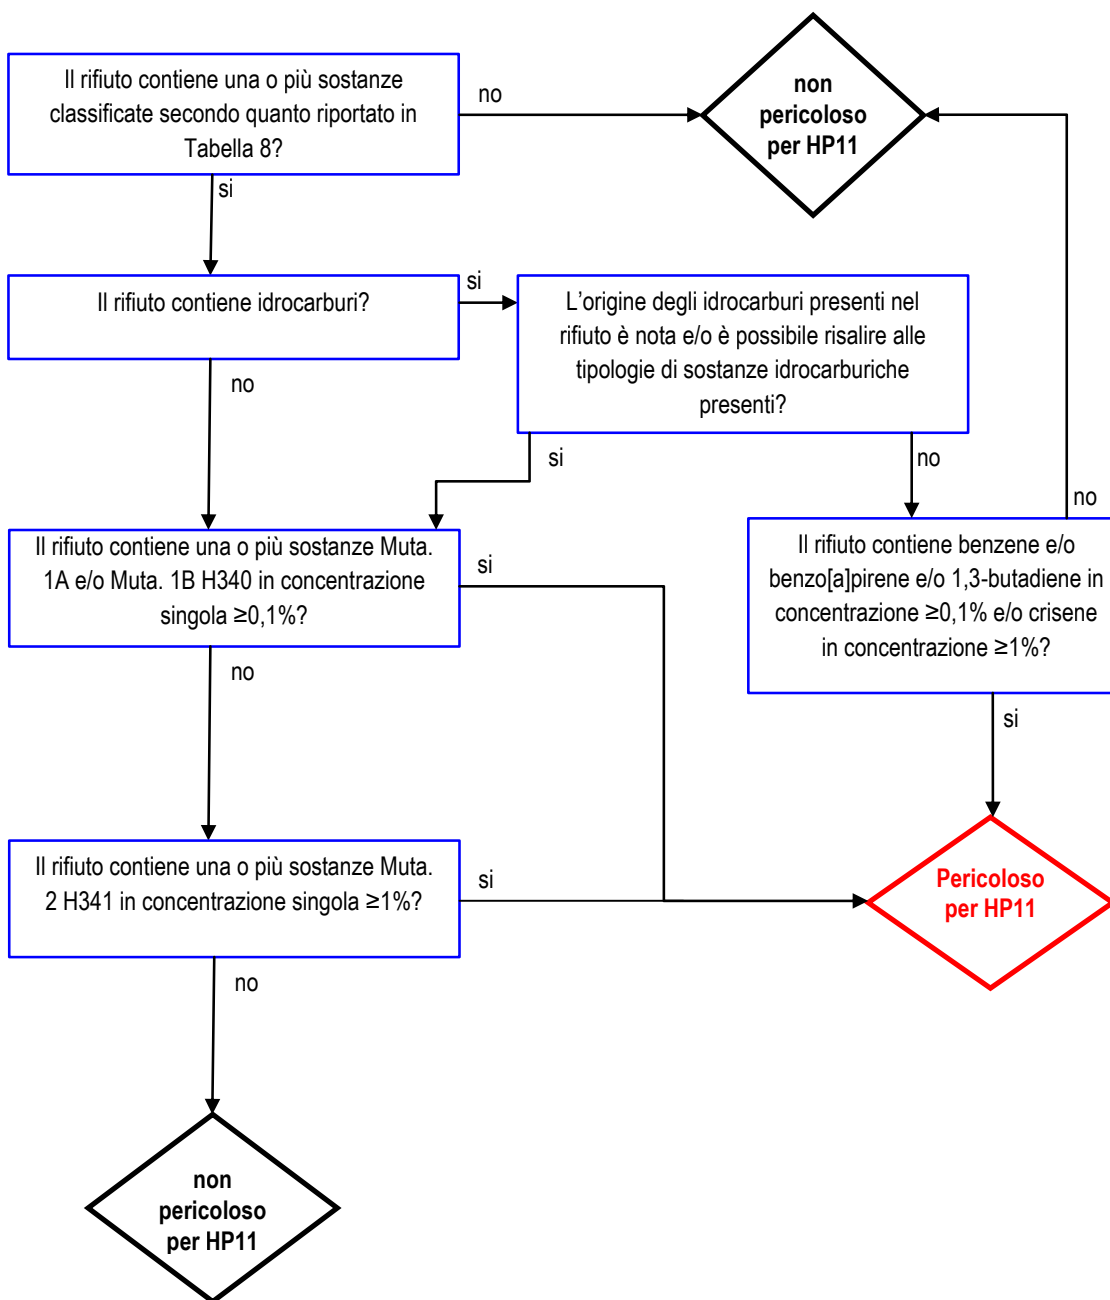 Il rifiuto contiene una o più sostanze
classificate secondo quanto riportato in
Tabella 8?
no
non
pericoloso
per HP11
si
Il rifiuto contiene idrocarburi?
si
L'origine degli idrocarburi presenti nel
rifiuto è nota e/o è possibile risalire alle
tipologie di sostanze idrocarburiche
presenti?
no
si
no
no
Il rifiuto contiene una o più sostanze Muta.
1A e/o Muta. 1B H340 in concentrazione
singola ≥0,1%?
si
Il rifiuto contiene benzene e/o
benzo[a]pirene e/o 1,3-butadiene in
concentrazione ≥0,1% e/o crisene
in concentrazione ≥1%?
no
si
Il rifiuto contiene una o più sostanze Muta.
2 H341 in concentrazione singola ≥1%?
si
Pericoloso
per HP11
no
non
pericoloso
per HP11